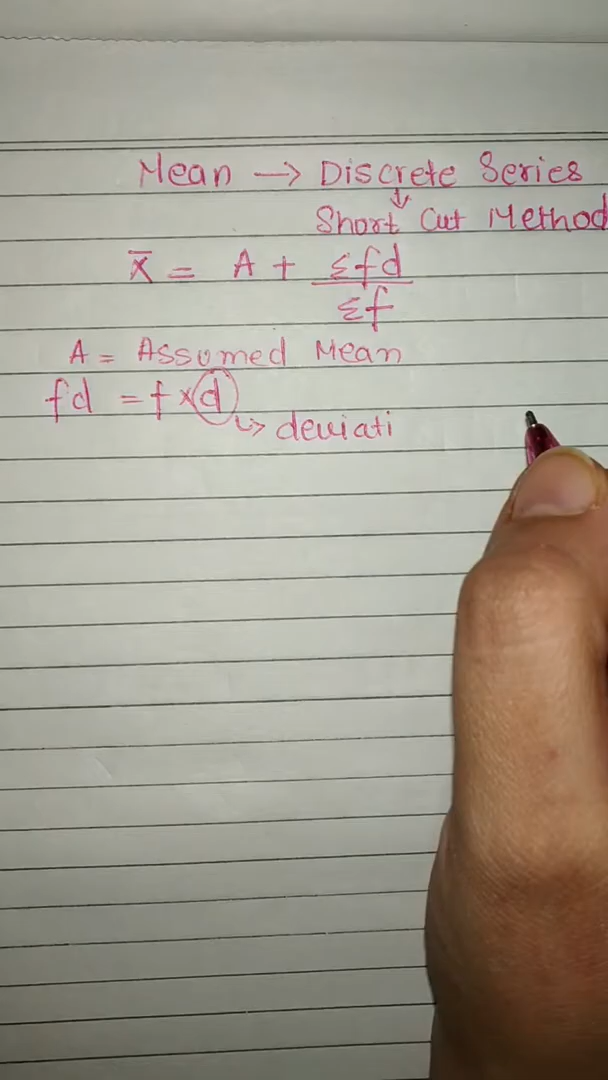 Mean → Discrete Series
↓
Short Cut Method
x̄ = A + Σfd
Σf
A = Assumed Mean
fd = f × d
↳ deviati